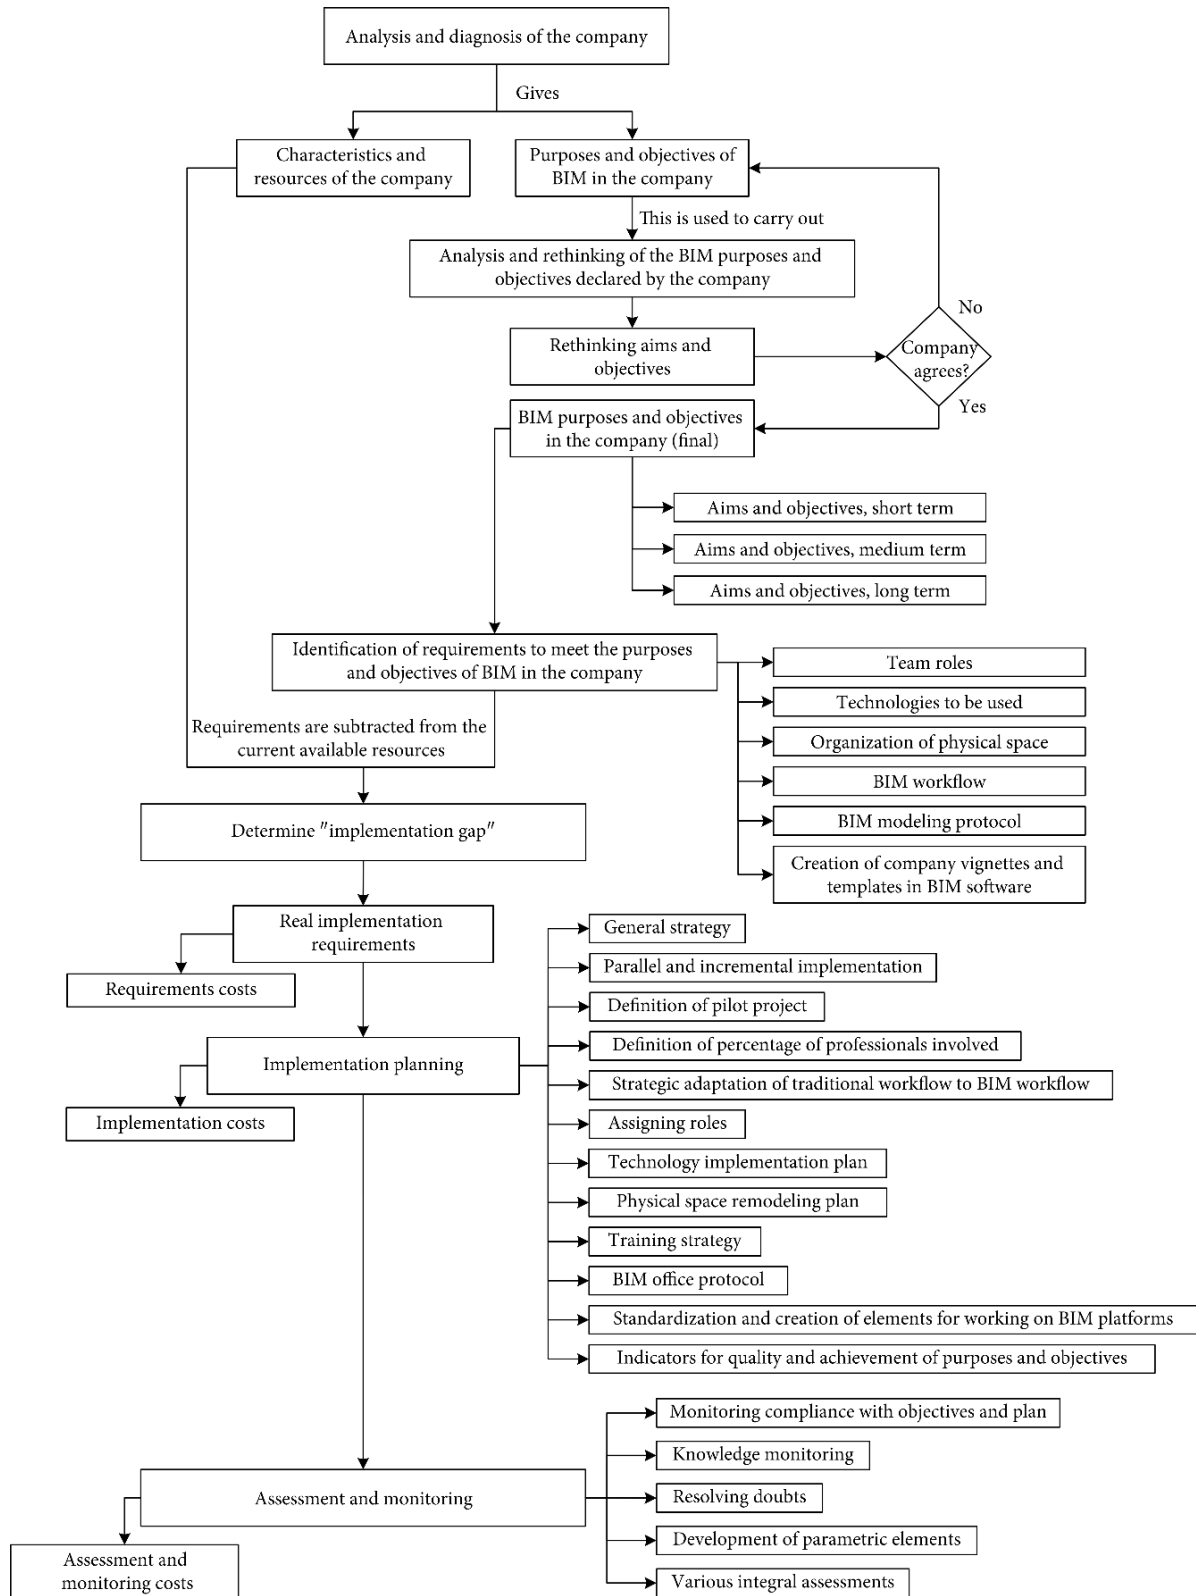 Analysis and diagnosis of the company
Gives
Characteristics and
resources of the company
Purposes and objectives of
BIM in the company
This is used to carry out
Analysis and rethinking of the BIM purposes and
objectives declared by the company
No
Rethinking aims and
objectives
Company
agrees?
Yes
BIM purposes and objectives
in the company (final)
Aims and objectives, short term
Aims and objectives, medium term
Aims and objectives, long term
Identification of requirements to meet the purposes
and objectives of BIM in the company
Team roles
Technologies to be used
Organization of physical space
BIM workflow
BIM modeling protocol
Creation of company vignettes and
templates in BIM software
Requirements are subtracted from the
current available resources
Determine "implementation gap"
Real implementation
requirements
Requirements costs
Implementation planning
Implementation costs
General strategy
Parallel and incremental implementation
Definition of pilot project
Definition of percentage of professionals involved
Strategic adaptation of traditional workflow to BIM workflow
Assigning roles
Technology implementation plan
Physical space remodeling plan
Training strategy
BIM office protocol
Standardization and creation of elements for working on BIM platforms
Indicators for quality and achievement of purposes and objectives
Assessment and monitoring
Assessment and
monitoring costs
Monitoring compliance with objectives and plan
Knowledge monitoring
Resolving doubts
Development of parametric elements
Various integral assessments